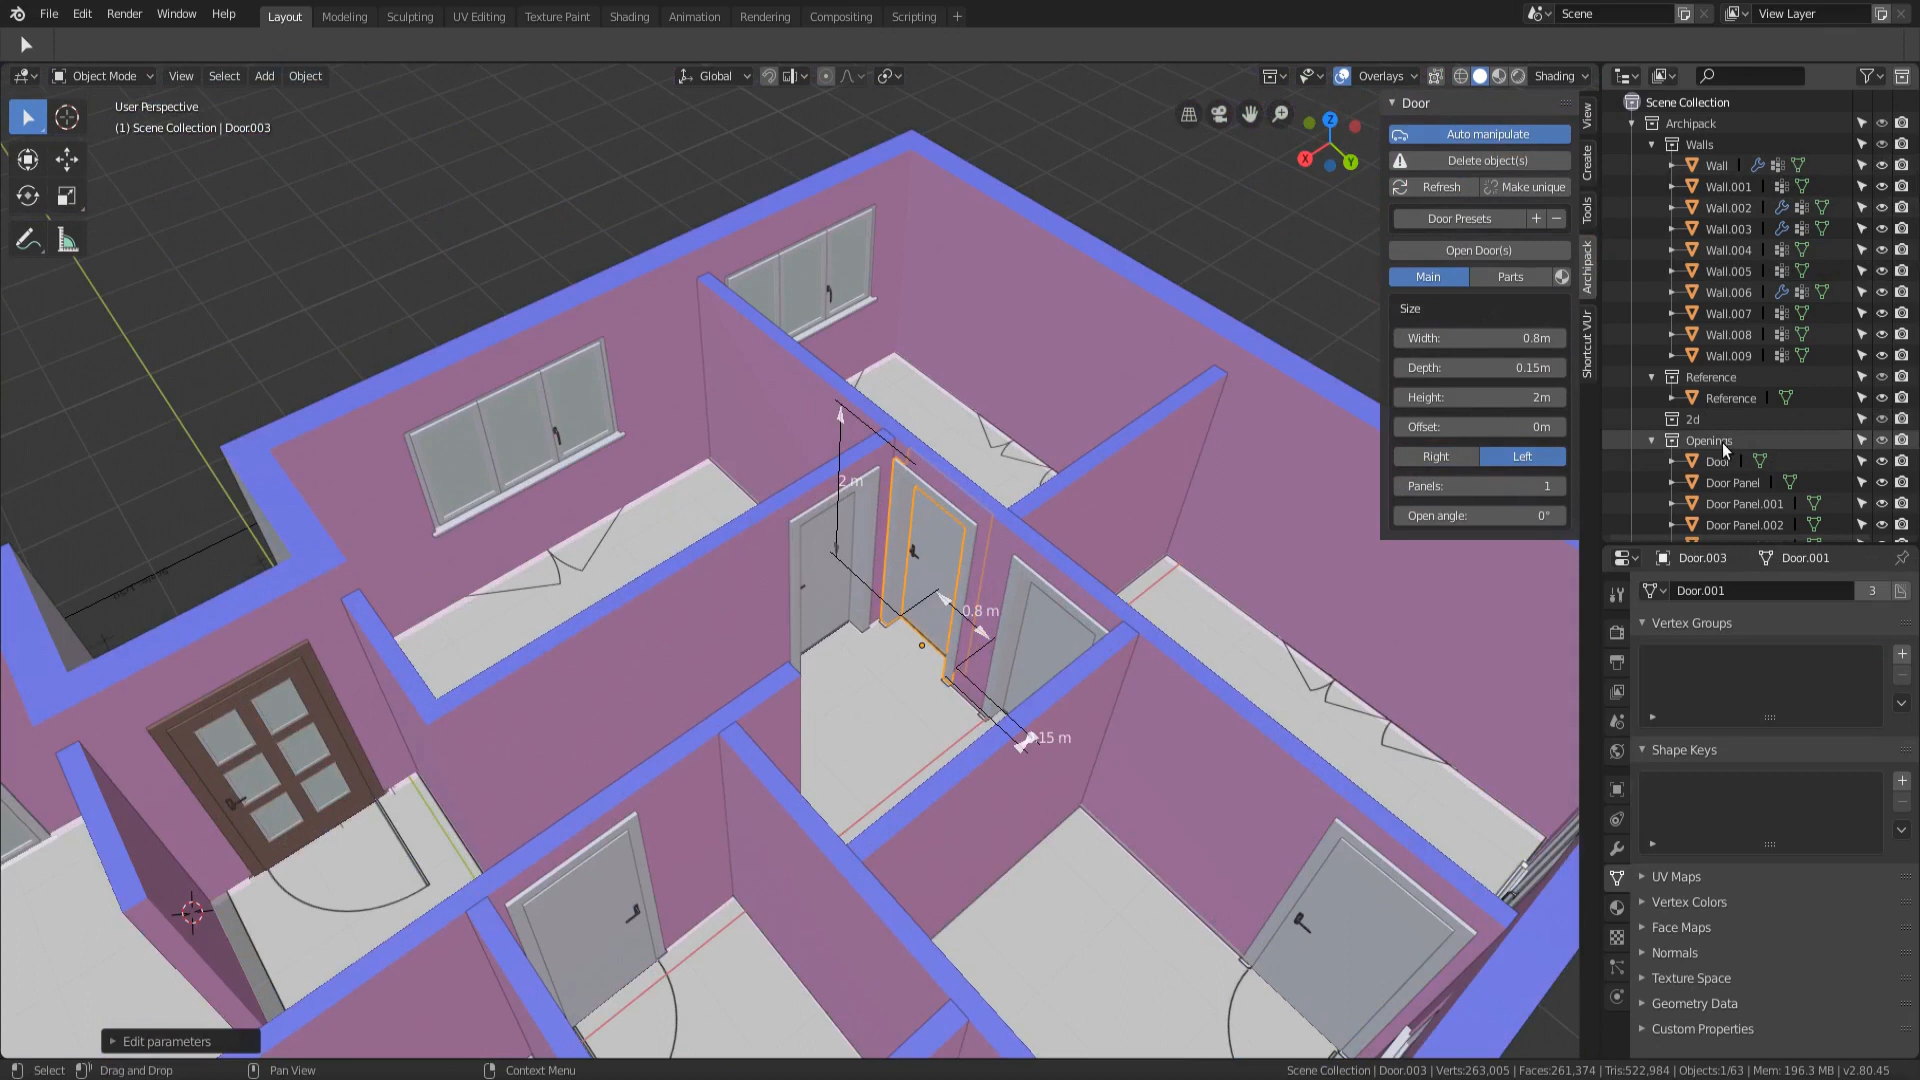 File Edit Render Window Help Layout Modeling Sculpting UV Editing Texture Paint Shading Animation Rendering Compositing Scripting + Scene View Layer
Object Mode View Select Add Object Global Overlays Shading
User Perspective
(1) Scene Collection | Door.003
Z
X
Y
2 m
0.8 m
15 m
Door
Auto manipulate
Delete object(s)
Refresh Make unique
Door Presets + −
Open Door(s)
Main Parts
Size
Width: 0.8m
Depth: 0.15m
Height: 2m
Offset: 0m
Right Left
Panels: 1
Open angle: 0°
View
Create
Tools
Archipack
Shortcut VUr
Scene Collection
Archipack
Walls
Wall
Wall.001
Wall.002
Wall.003
Wall.004
Wall.005
Wall.006
Wall.007
Wall.008
Wall.009
Reference
Reference
2d
Openings
Door
Door Panel
Door Panel.001
Door Panel.002
Door.003 Door.001
Door.001 3
Vertex Groups
Shape Keys
UV Maps
Vertex Colors
Face Maps
Normals
Texture Space
Geometry Data
Custom Properties
Edit parameters
Select Drag and Drop Pan View Context Menu Scene Collection | Door.003 | Verts:263,005 | Faces:261,374 | Tris:522,984 | Objects:1/63 | Mem: 196.3 MB | v2.80.45